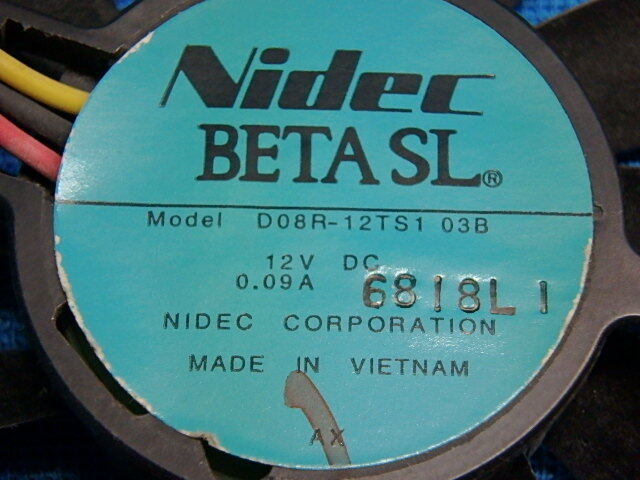 Nidec
BETA SL®
Model D08R-12TS1 03B
12V DC
0.09A 6818L1
NIDEC CORPORATION
MADE IN VIETNAM
AX